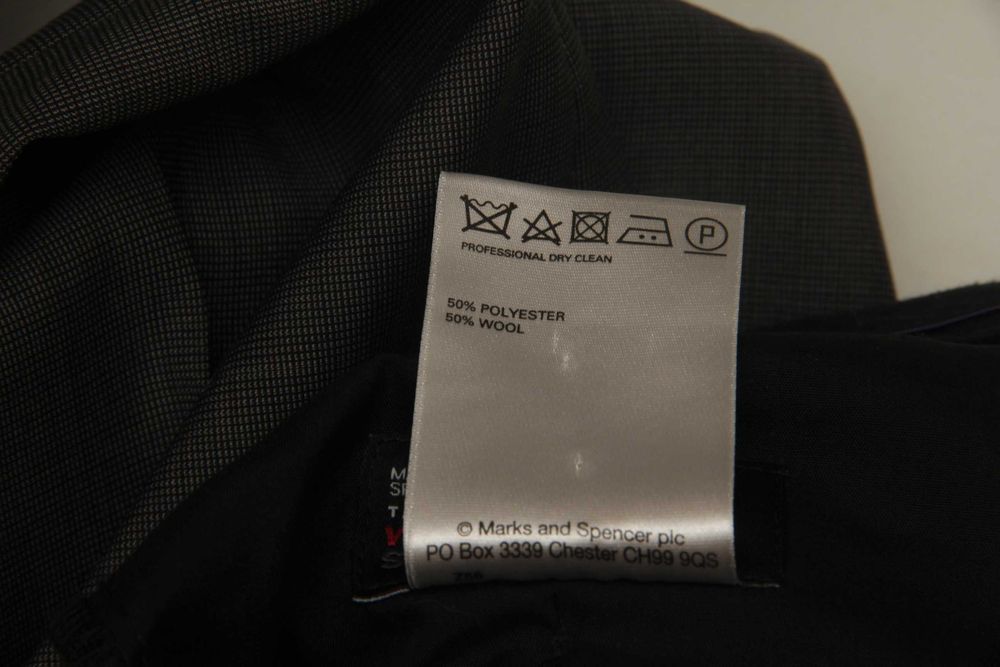 P
PROFESSIONAL DRY CLEAN
50% POLYESTER
50% WOOL
© Marks and Spencer plc
PO Box 3339 Chester CH99 9QS